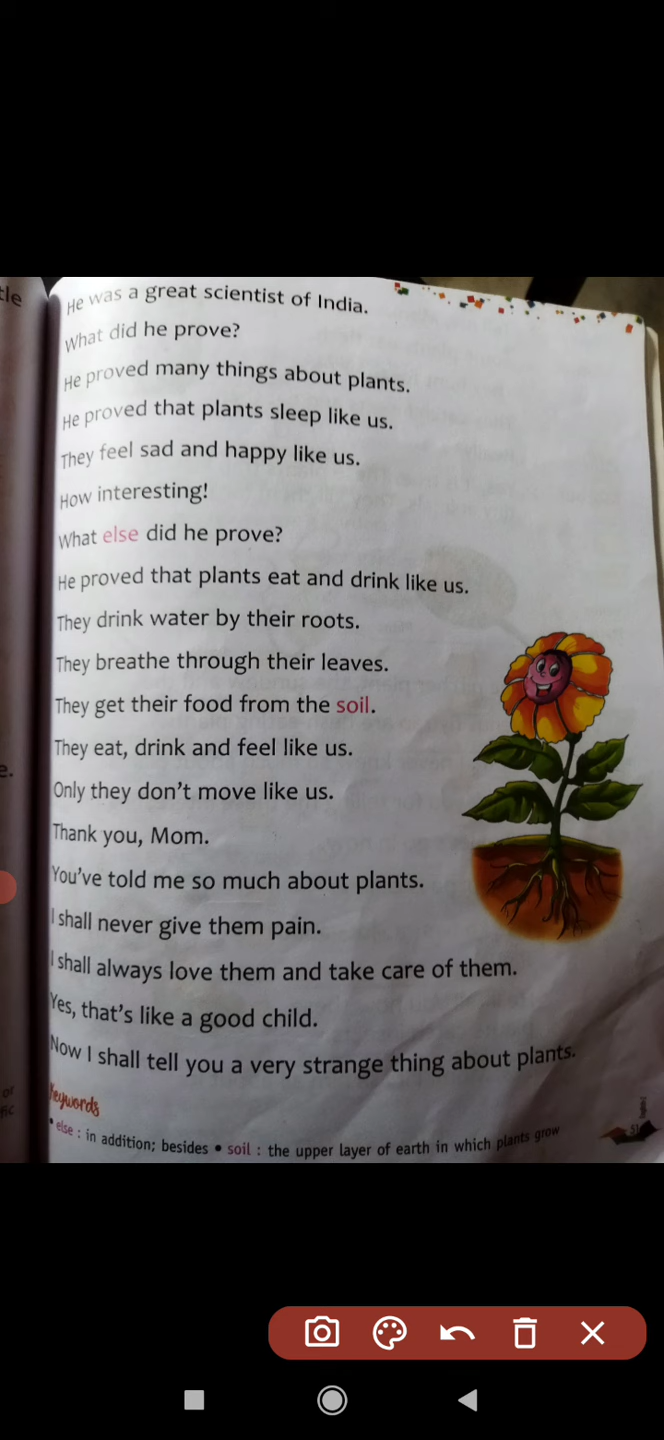 tle
He was a great scientist of India.
What did he prove?
He proved many things about plants.
He proved that plants sleep like us.
They feel sad and happy like us.
How interesting!
What else did he prove?
He proved that plants eat and drink like us.
They drink water by their roots.
They breathe through their leaves.
They get their food from the soil.
They eat, drink and feel like us.
Only they don't move like us.
Thank you, Mom.
You've told me so much about plants.
I shall never give them pain.
I shall always love them and take care of them.
Yes, that's like a good child.
Now I shall tell you a very strange thing about plants.
Keywords
• else : in addition; besides • soil : the upper layer of earth in which plants grow
51
e.
or
fic